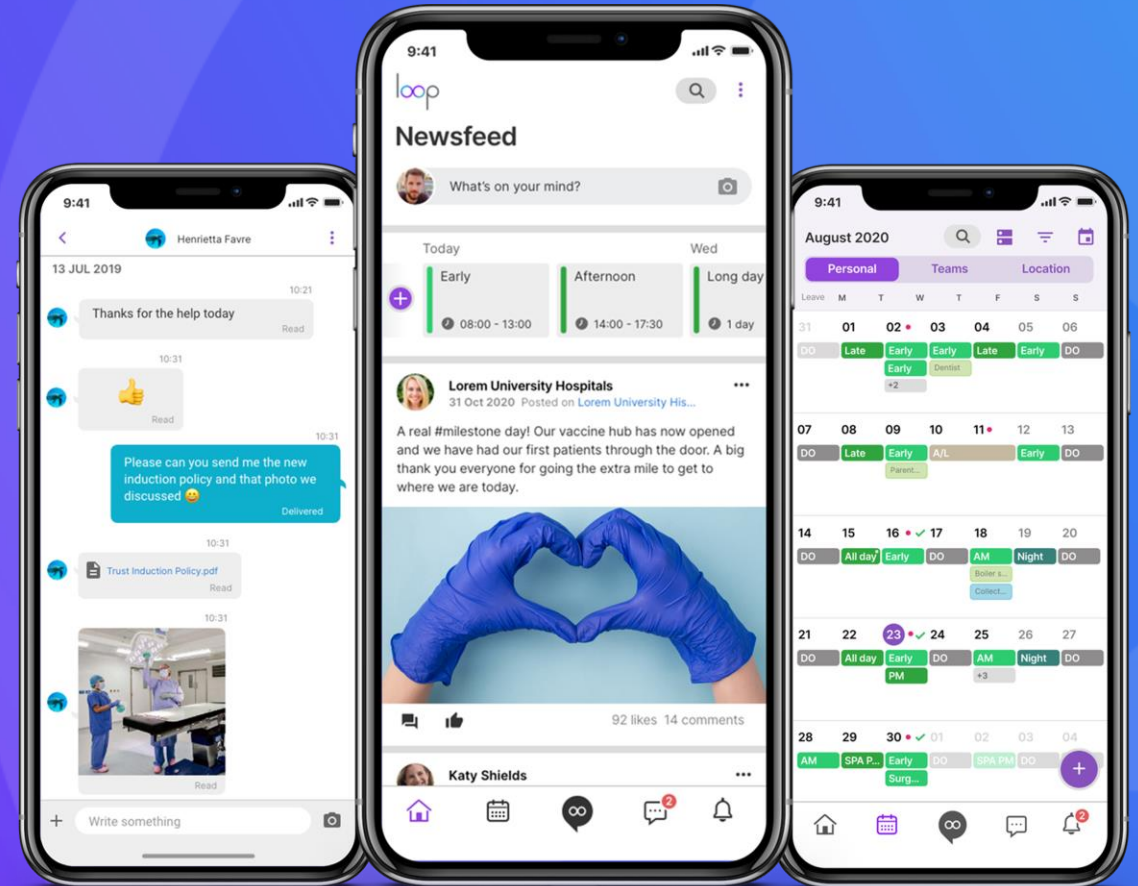 9:41
Henrietta Favre
13 JUL 2019
10:21
Thanks for the help today
Read
10:31
Read
10:31
Please can you send me the new
induction policy and that photo we
discussed 😀
Delivered
10:31
Trust Induction Policy.pdf
Read
10:31
Read
Write something
9:41
loop
Newsfeed
What's on your mind?
Today
Wed
Early
Afternoon
Long day
08:00 - 13:00
14:00 - 17:30
1 day
Lorem University Hospitals
31 Oct 2020 Posted on Lorem University His...
A real #milestone day! Our vaccine hub has now opened
and we have had our first patients through the door. A big
thank you everyone for going the extra mile to get to
where we are today.
92 likes 14 comments
Katy Shields
2
9:41
August 2020
Personal Teams Location
Leave M T W T F S S
31 01 02 03 04 05 06
DO Late Early Early Late Early DO
Early Dentist
+2
07 08 09 10 11 12 13
DO Late Early A/L Early DO
Parent...
14 15 16 17 18 19 20
DO All day Early DO AM Night DO
Boiler s...
Collect...
21 22 23 24 25 26 27
DO All day Early DO AM Night DO
PM +3
28 29 30 01 02 03 04
AM SPA P... Early DO SPA PM DO
Surg...
2